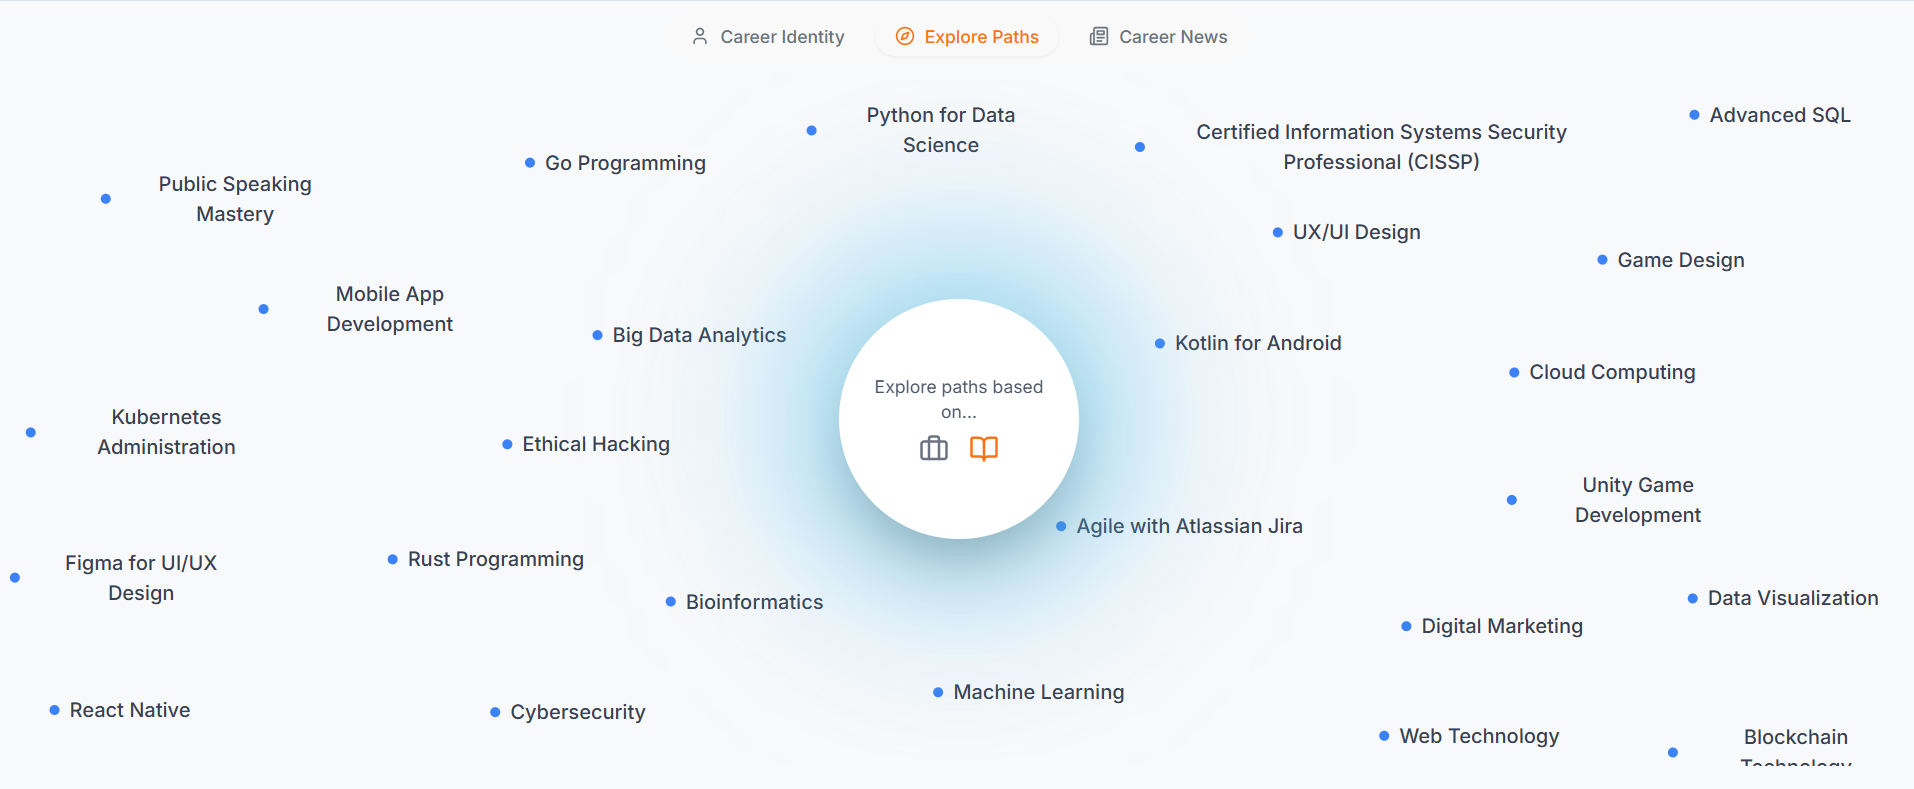 Career Identity
Explore Paths
Career News
Python for Data
Science
Certified Information Systems Security
Professional (CISSP)
Advanced SQL
Go Programming
Public Speaking
Mastery
UX/UI Design
Game Design
Mobile App
Development
Big Data Analytics
Kotlin for Android
Cloud Computing
Explore paths based
on...
Kubernetes
Administration
Ethical Hacking
Unity Game
Development
Agile with Atlassian Jira
Figma for UI/UX
Design
Rust Programming
Bioinformatics
Data Visualization
Digital Marketing
Machine Learning
React Native
Cybersecurity
Web Technology
Blockchain
Technology